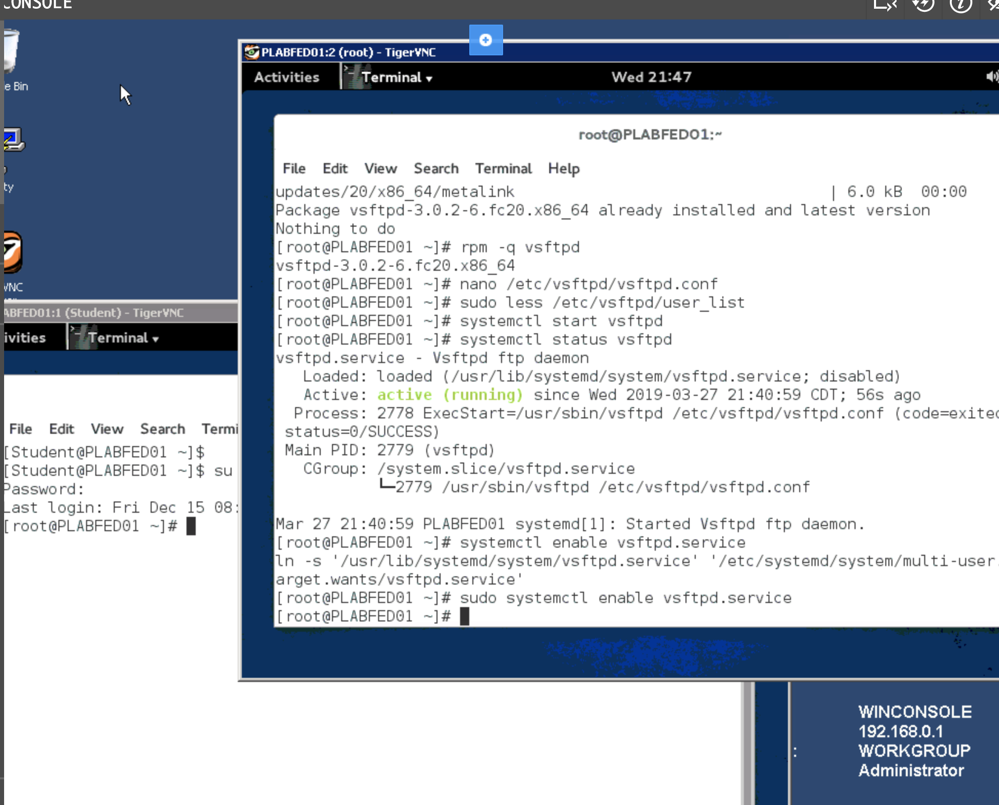 CONSOLE
e Bin
ty
VNC
PLABFED01:2 (root) - TigerVNC
Activities Terminal Wed 21:47
root@PLABFED01:~
File Edit View Search Terminal Help
updates/20/x86_64/metalink | 6.0 kB 00:00
Package vsftpd-3.0.2-6.fc20.x86_64 already installed and latest version
Nothing to do
[root@PLABFED01 ~]# rpm -q vsftpd
vsftpd-3.0.2-6.fc20.x86_64
[root@PLABFED01 ~]# nano /etc/vsftpd/vsftpd.conf
[root@PLABFED01 ~]# sudo less /etc/vsftpd/user_list
[root@PLABFED01 ~]# systemctl start vsftpd
[root@PLABFED01 ~]# systemctl status vsftpd
vsftpd.service - Vsftpd ftp daemon
Loaded: loaded (/usr/lib/systemd/system/vsftpd.service; disabled)
Active: active (running) since Wed 2019-03-27 21:40:59 CDT; 56s ago
Process: 2778 ExecStart=/usr/sbin/vsftpd /etc/vsftpd/vsftpd.conf (code=exited
status=0/SUCCESS)
Main PID: 2779 (vsftpd)
CGroup: /system.slice/vsftpd.service
└─2779 /usr/sbin/vsftpd /etc/vsftpd/vsftpd.conf
Mar 27 21:40:59 PLABFED01 systemd[1]: Started Vsftpd ftp daemon.
[root@PLABFED01 ~]# systemctl enable vsftpd.service
ln -s '/usr/lib/systemd/system/vsftpd.service' '/etc/systemd/system/multi-user.
arget.wants/vsftpd.service'
[root@PLABFED01 ~]# sudo systemctl enable vsftpd.service
[root@PLABFED01 ~]#
ABFED01:1 (Student) - TigerVNC
ivities Terminal
File Edit View Search Termi
[Student@PLABFED01 ~]$
[Student@PLABFED01 ~]$ su
Password:
Last login: Fri Dec 15 08:
[root@PLABFED01 ~]#
WINCONSOLE
192.168.0.1
: WORKGROUP
Administrator